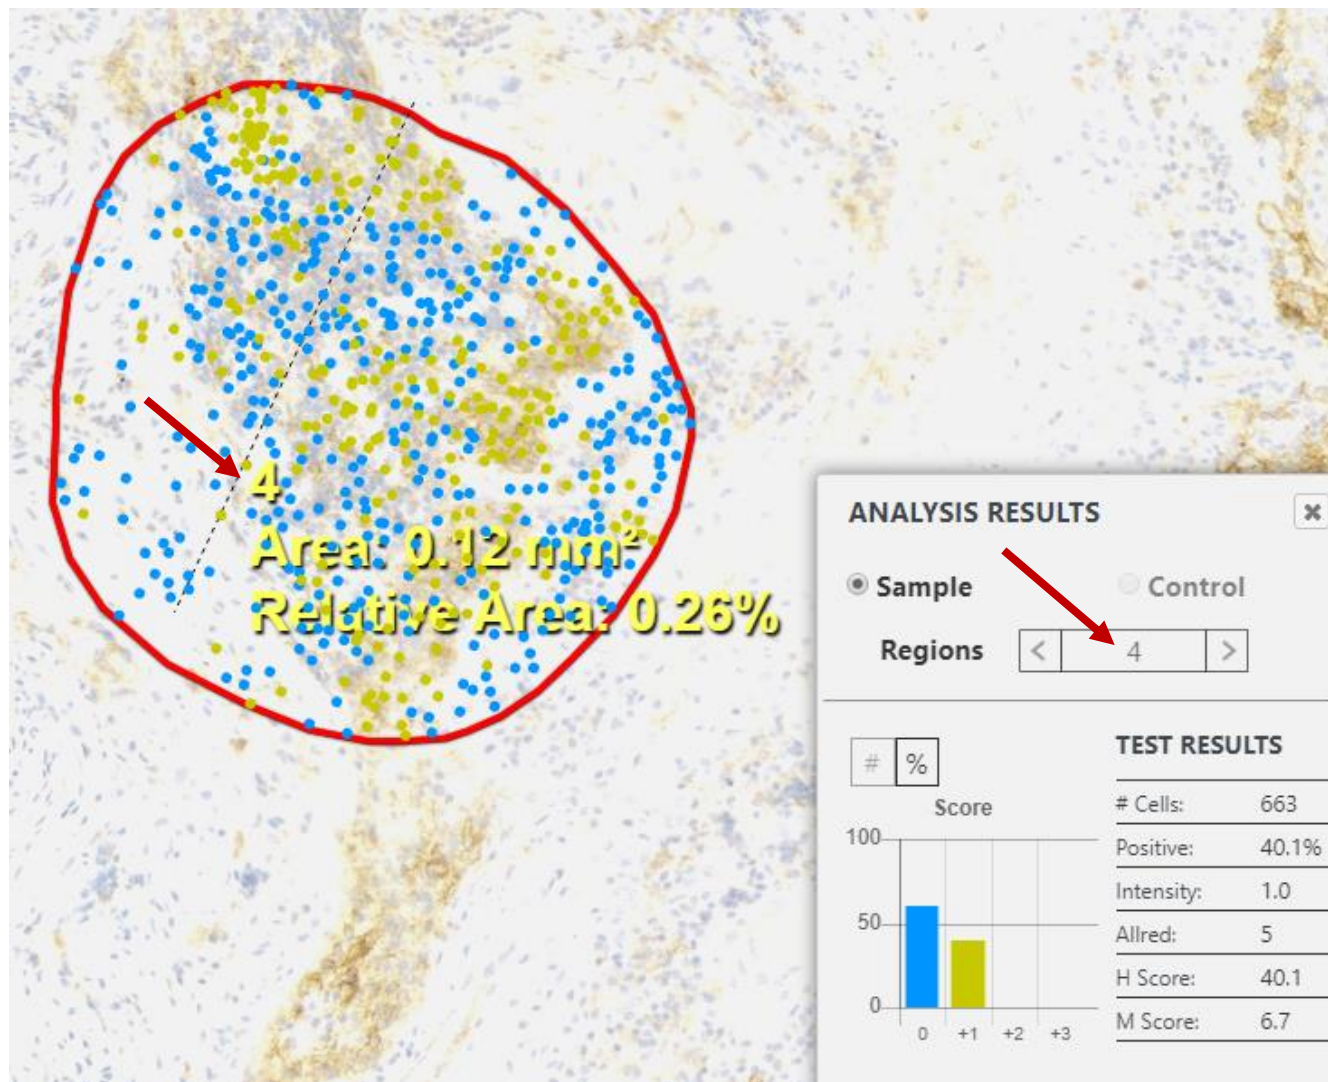 4
Area: 0.12 mm²
Relative Area: 0.26%
ANALYSIS RESULTS
Sample
Control
Regions
<
4
>
#
%
Score
100
50
0
0
+1
+2
+3
TEST RESULTS
# Cells: 663
Positive: 40.1%
Intensity: 1.0
Allred: 5
H Score: 40.1
M Score: 6.7